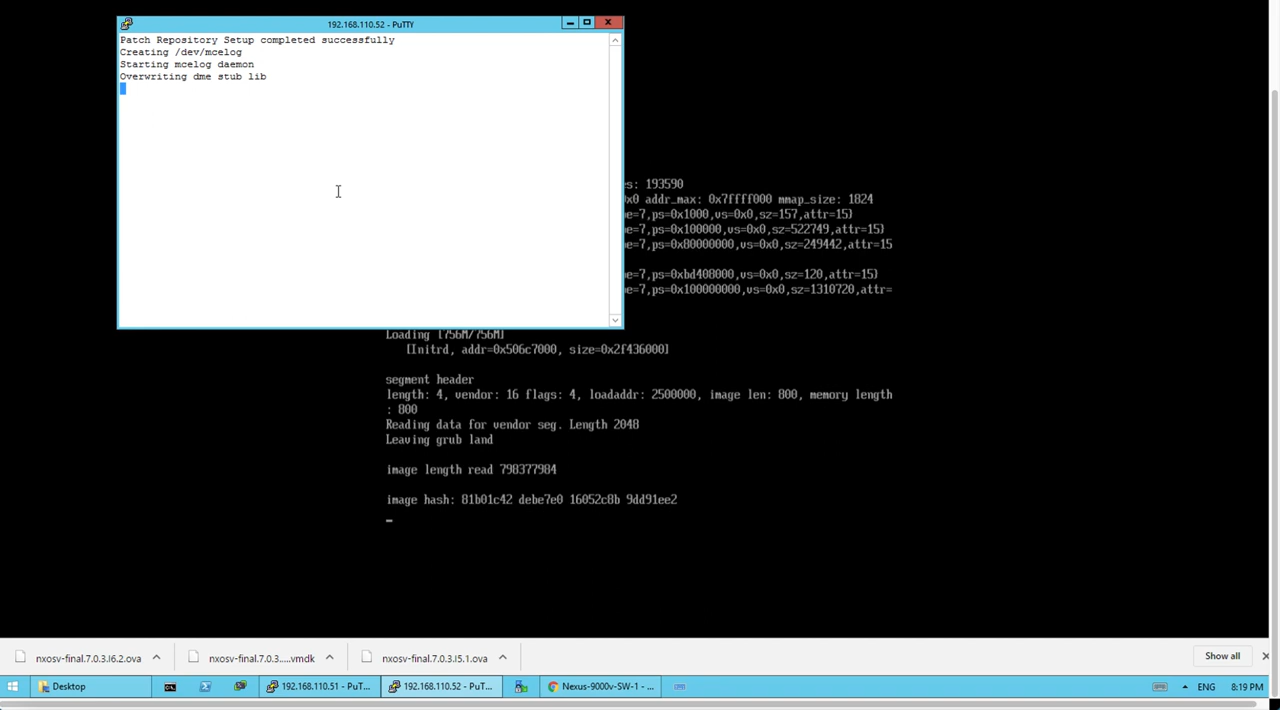 192.168.110.52 - PuTTY
Patch Repository Setup completed successfully
Creating /dev/mcelog
Starting mcelog daemon
Overwriting dme stub lib
es: 193590
0x0 addr_max: 0x7ffff000 mmap_size: 1824
pe=7,ps=0x1000,vs=0x0,sz=157,attr=15}
pe=7,ps=0x100000,vs=0x0,sz=522749,attr=15}
pe=7,ps=0x80000000,vs=0x0,sz=249442,attr=15
pe=7,ps=0xbd408000,vs=0x0,sz=120,attr=15}
pe=7,ps=0x100000000,vs=0x0,sz=1310720,attr=
Loading [756M/756M]
[Initrd, addr=0x506c7000, size=0x2f436000]
segment header
length: 4, vendor: 16 flags: 4, loadaddr: 2500000, image len: 800, memory length
: 800
Reading data for vendor seg. Length 2048
Leaving grub land
image length read 798377984
image hash: 81b01c42 debe7e0 16052c8b 9dd91ee2
nxosv-final.7.0.3.I6.2.ova
nxosv-final.7.0.3.....vmdk
nxosv-final.7.0.3.I5.1.ova
Show all
Desktop
192.168.110.51 - PuT...
192.168.110.52 - PuT...
Nexus-9000v-SW-1 - ...
ENG
8:19 PM